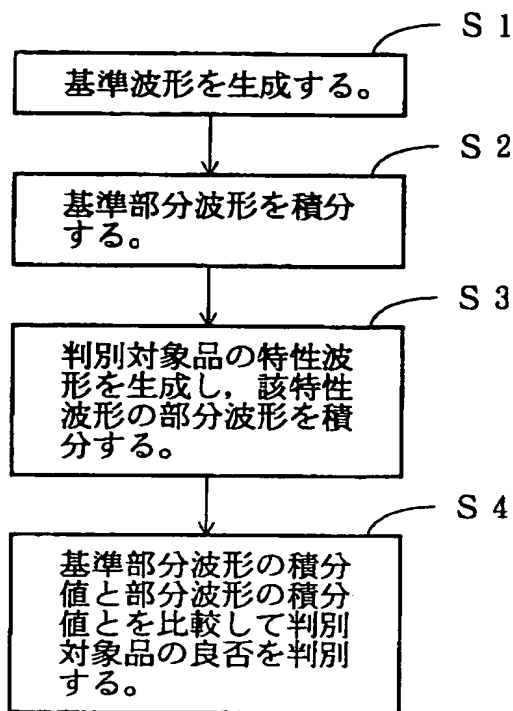 S 1
基準波形を生成する。
S 2
基準部分波形を積分
する。
S 3
判別対象品の特性波
形を生成し，該特性
波形の部分波形を積
分する。
S 4
基準部分波形の積分
値と部分波形の積分
値とを比較して判別
対象品の良否を判別
する。